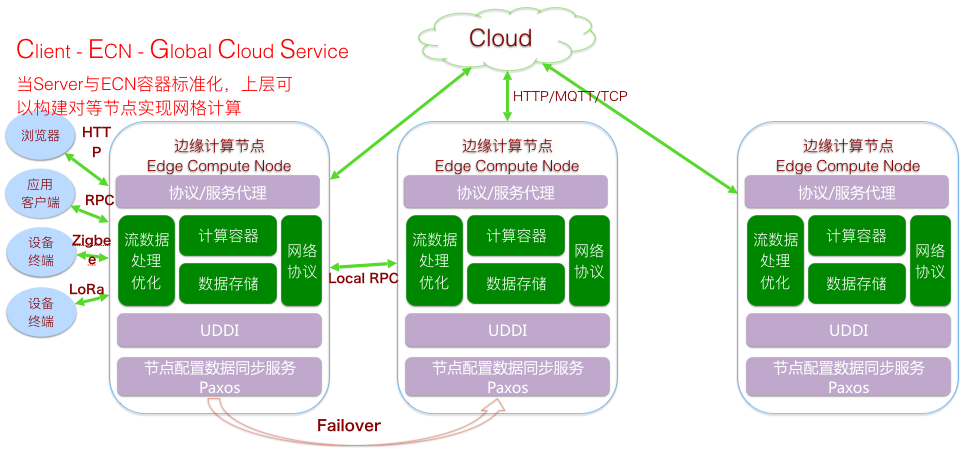 Client - ECN - Global Cloud Service
当Server与ECN容器标准化，上层可
以构建对等节点实现网格计算
Cloud
HTTP/MQTT/TCP
浏览器
HTT
P
应用
客户端
RPC
设备
终端
Zigbe
e
LoRa
设备
终端
边缘计算节点
Edge Compute Node
协议/服务代理
流数据
处理
优化
计算容器
数据存储
网络
协议
UDDI
节点配置数据同步服务
Paxos
Local RPC
边缘计算节点
Edge Compute Node
协议/服务代理
流数据
处理
优化
计算容器
数据存储
网络
协议
UDDI
节点配置数据同步服务
Paxos
边缘计算节点
Edge Compute Node
协议/服务代理
流数据
处理
优化
计算容器
数据存储
网络
协议
UDDI
节点配置数据同步服务
Paxos
Failover